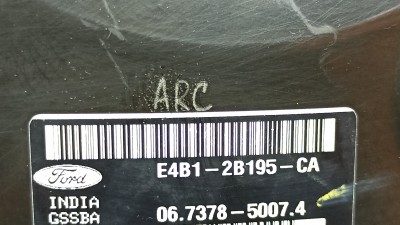 ARC
E4B1-2B195-CA
Ford
INDIA
GSSBA
06.7378-5007.4